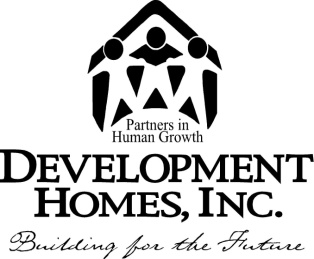 Partners in
Human Growth
DEVELOPMENT
HOMES, INC.
Building for the Future